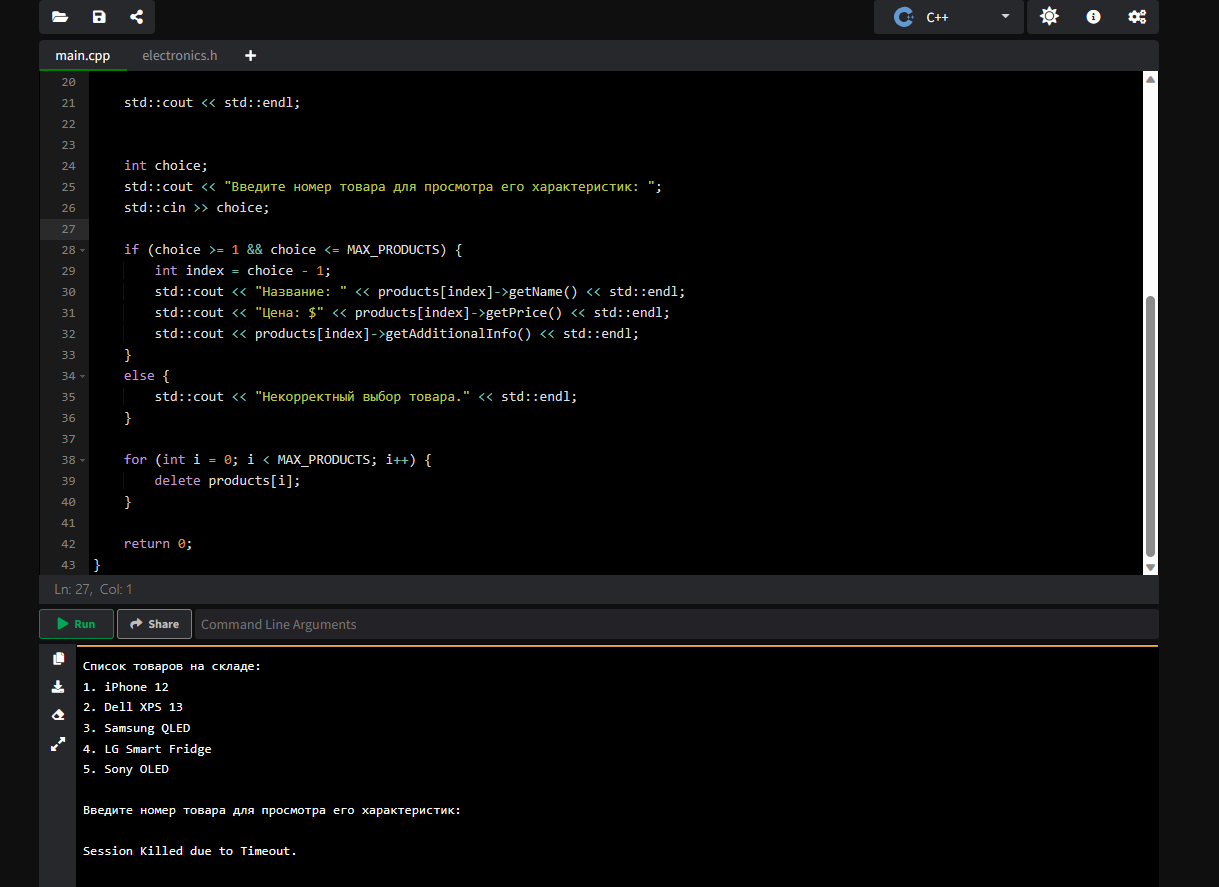 C++
main.cpp electronics.h
20
21 std::cout << std::endl;
22
23
24 int choice;
25 std::cout << "Введите номер товара для просмотра его характеристик: ";
26 std::cin >> choice;
27
28 if (choice >= 1 && choice <= MAX_PRODUCTS) {
29 int index = choice - 1;
30 std::cout << "Название: " << products[index]->getName() << std::endl;
31 std::cout << "Цена: $" << products[index]->getPrice() << std::endl;
32 std::cout << products[index]->getAdditionalInfo() << std::endl;
33 }
34 else {
35 std::cout << "Некорректный выбор товара." << std::endl;
36 }
37
38 for (int i = 0; i < MAX_PRODUCTS; i++) {
39 delete products[i];
40 }
41
42 return 0;
43 }
Ln: 27, Col: 1
Run Share Command Line Arguments
Список товаров на складе:
1. iPhone 12
2. Dell XPS 13
3. Samsung QLED
4. LG Smart Fridge
5. Sony OLED
Введите номер товара для просмотра его характеристик:
Session Killed due to Timeout.